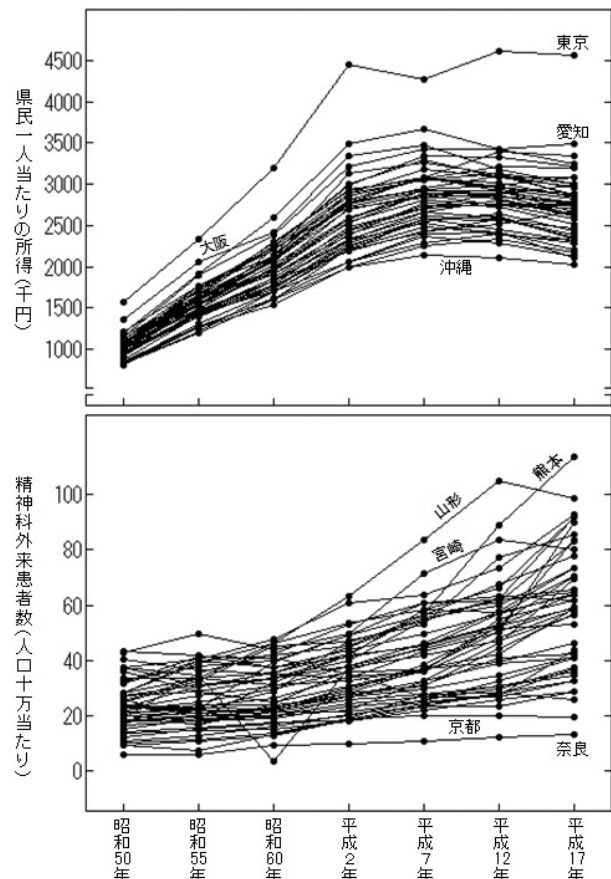 県民一人当たりの所得(千円)
4500
4000
3500
3000
2500
2000
1500
1000
東京
愛知
大阪
沖縄
精神科外来患者数(人口十万当たり)
100
80
60
40
20
0
熊本
山形
宮崎
京都
奈良
昭和50年
昭和55年
昭和60年
平成2年
平成7年
平成12年
平成17年